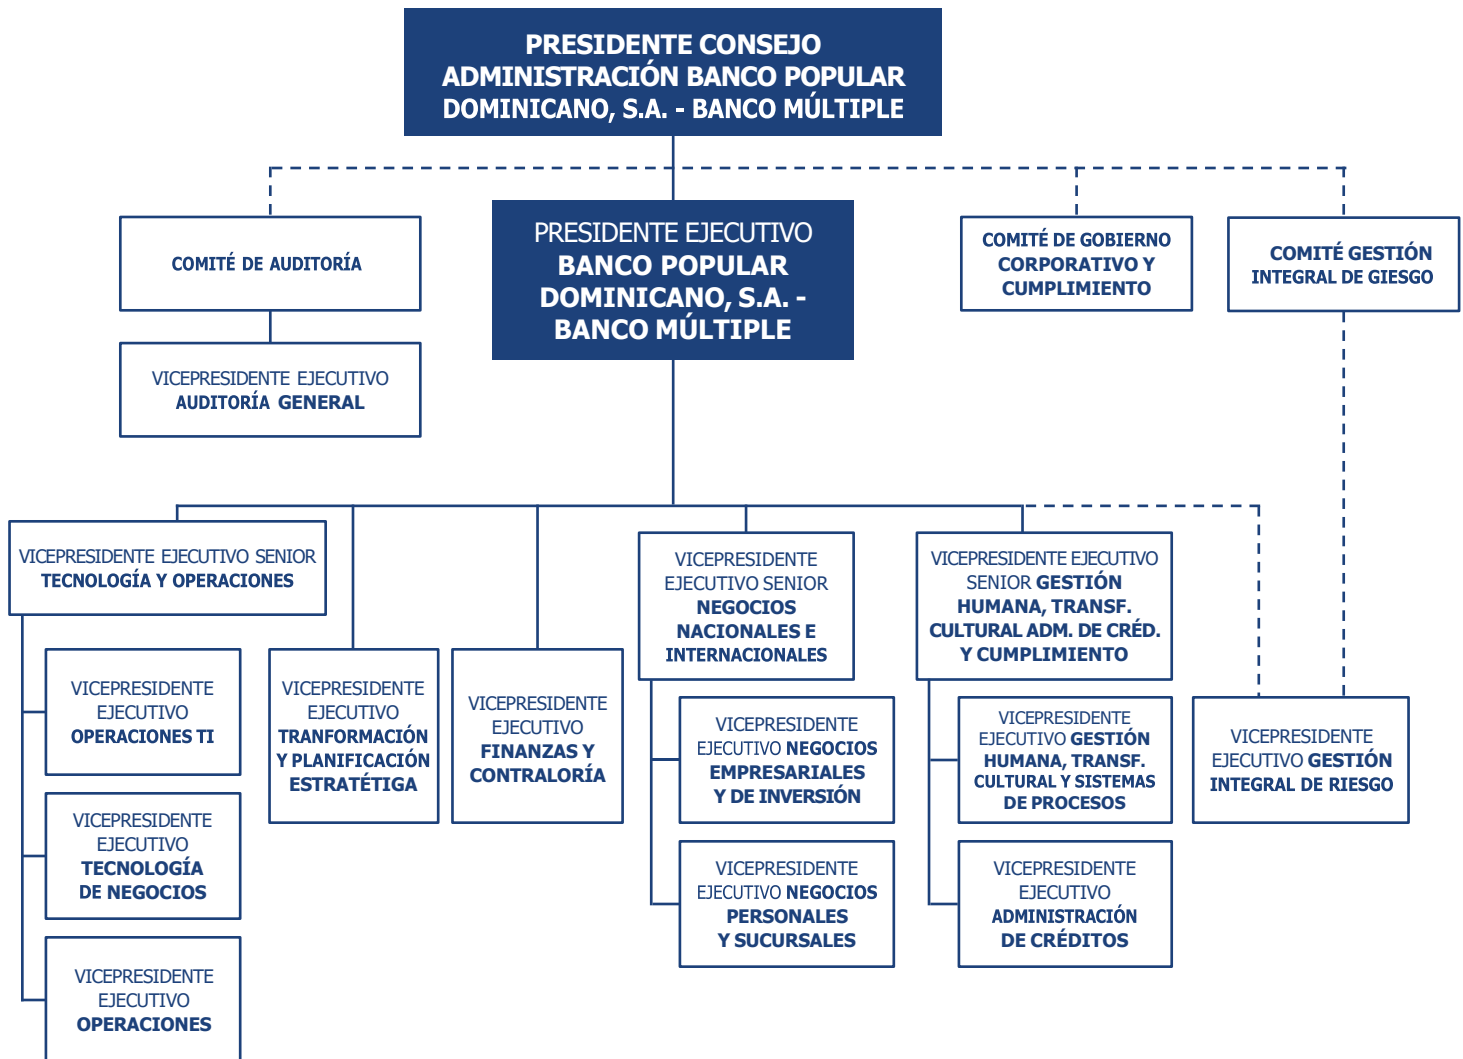 PRESIDENTE CONSEJO
ADMINISTRACIÓN BANCO POPULAR
DOMINICANO, S.A. - BANCO MÚLTIPLE
COMITÉ DE AUDITORÍA
PRESIDENTE EJECUTIVO
BANCO POPULAR
DOMINICANO, S.A. -
BANCO MÚLTIPLE
COMITÉ DE GOBIERNO
CORPORATIVO Y
CUMPLIMIENTO
COMITÉ GESTIÓN
INTEGRAL DE GIESGO
VICEPRESIDENTE EJECUTIVO
AUDITORÍA GENERAL
VICEPRESIDENTE EJECUTIVO SENIOR
TECNOLOGÍA Y OPERACIONES
VICEPRESIDENTE
EJECUTIVO
OPERACIONES TI
VICEPRESIDENTE
EJECUTIVO
TECNOLOGÍA
DE NEGOCIOS
VICEPRESIDENTE
EJECUTIVO
OPERACIONES
VICEPRESIDENTE
EJECUTIVO
TRANFORMACIÓN
Y PLANIFICACIÓN
ESTRATÉTIGA
VICEPRESIDENTE
EJECUTIVO
FINANZAS Y
CONTRALORÍA
VICEPRESIDENTE
EJECUTIVO SENIOR
NEGOCIOS
NACIONALES E
INTERNACIONALES
VICEPRESIDENTE
EJECUTIVO NEGOCIOS
EMPRESARIALES
Y DE INVERSIÓN
VICEPRESIDENTE
EJECUTIVO NEGOCIOS
PERSONALES
Y SUCURSALES
VICEPRESIDENTE EJECUTIVO
SENIOR GESTIÓN
HUMANA, TRANSF.
CULTURAL ADM. DE CRÉD.
Y CUMPLIMIENTO
VICEPRESIDENTE
EJECUTIVO GESTIÓN
HUMANA, TRANSF.
CULTURAL Y SISTEMAS
DE PROCESOS
VICEPRESIDENTE
EJECUTIVO
ADMINISTRACIÓN
DE CRÉDITOS
VICEPRESIDENTE
EJECUTIVO GESTIÓN
INTEGRAL DE RIESGO